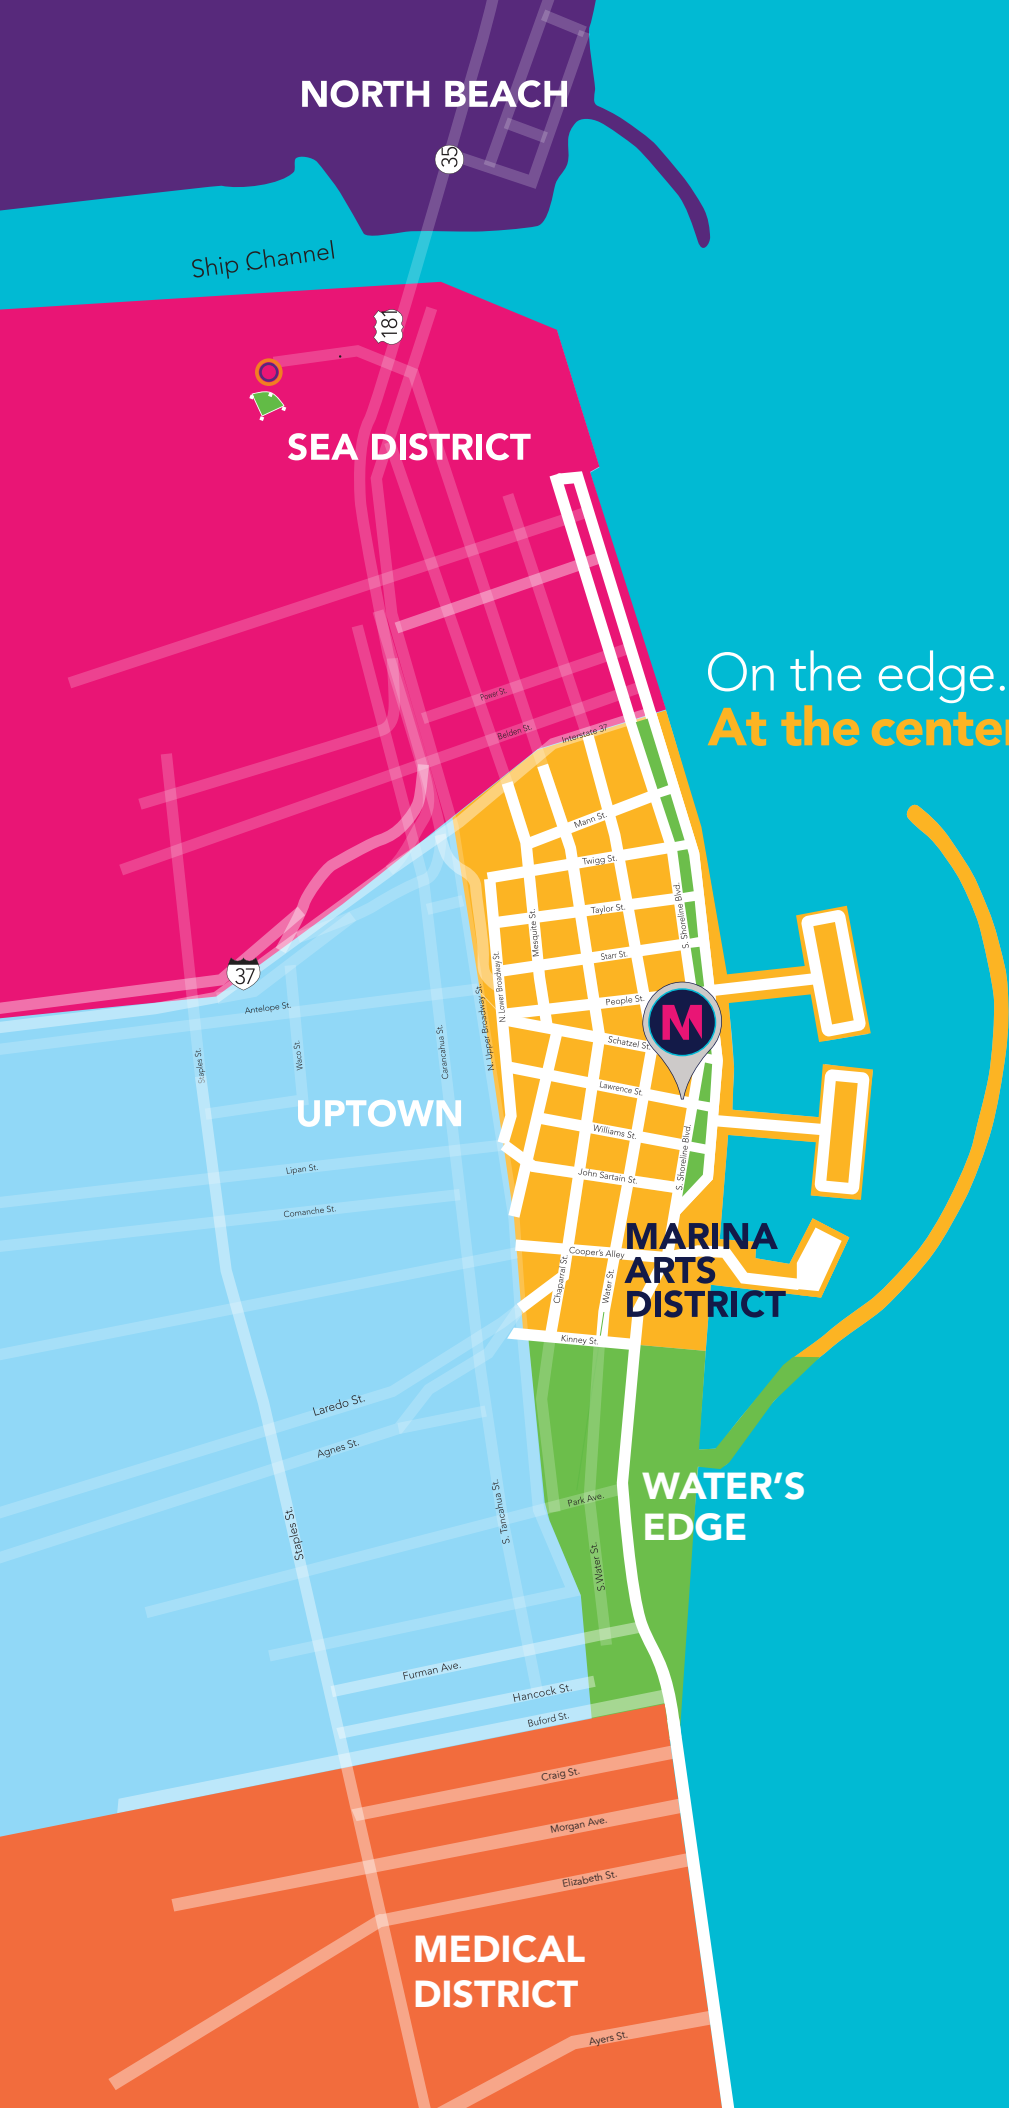 NORTH BEACH
35
Ship Channel
181
SEA DISTRICT
On the edge.
At the center
Power St.
Belden St.
Interstate 37
Mann St.
Twigg St.
Taylor St.
Mesquite St.
S. Shoreline Blvd.
Starr St.
N. Lower Broadway St.
N. Upper Broadway St.
People St.
M
37
Antelope St.
Staples St.
Waco St.
Carancahua St.
Schatzel St.
Lawrence St.
UPTOWN
Williams St.
S. Shoreline Blvd.
Lipan St.
John Sartain St.
Comanche St.
MARINA
ARTS
DISTRICT
Cooper's Alley
Chaparral St.
Water St.
Kinney St.
Laredo St.
Agnes St.
WATER'S
EDGE
Park Ave.
Staples St.
S. Tancahua St.
S. Water St.
Furman Ave.
Hancock St.
Buford St.
Craig St.
Morgan Ave.
Elizabeth St.
MEDICAL
DISTRICT
Ayers St.